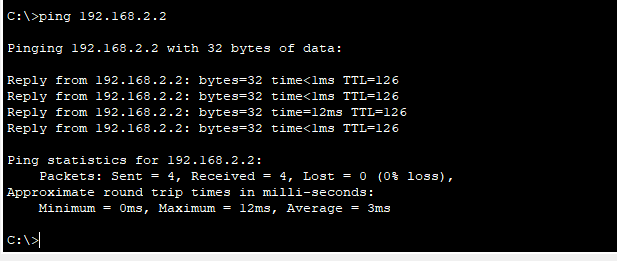 C:\>ping 192.168.2.2
Pinging 192.168.2.2 with 32 bytes of data:
Reply from 192.168.2.2: bytes=32 time<1ms TTL=126
Reply from 192.168.2.2: bytes=32 time<1ms TTL=126
Reply from 192.168.2.2: bytes=32 time=12ms TTL=126
Reply from 192.168.2.2: bytes=32 time<1ms TTL=126
Ping statistics for 192.168.2.2:
    Packets: Sent = 4, Received = 4, Lost = 0 (0% loss),
Approximate round trip times in milli-seconds:
    Minimum = 0ms, Maximum = 12ms, Average = 3ms
C:\>